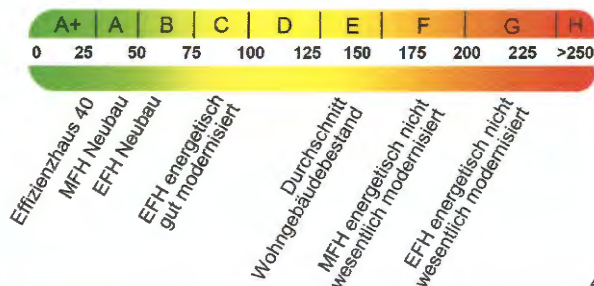 A+ A B C D E F G H
0 25 50 75 100 125 150 175 200 225 >250
Effizienzhaus 40
MFH Neubau
EFH Neubau
EFH energetisch
gut modernisiert
Durchschnitt
Wohngebäudebestand
MFH energetisch nicht
wesentlich modernisiert
EFH energetisch nicht
wesentlich modernisiert